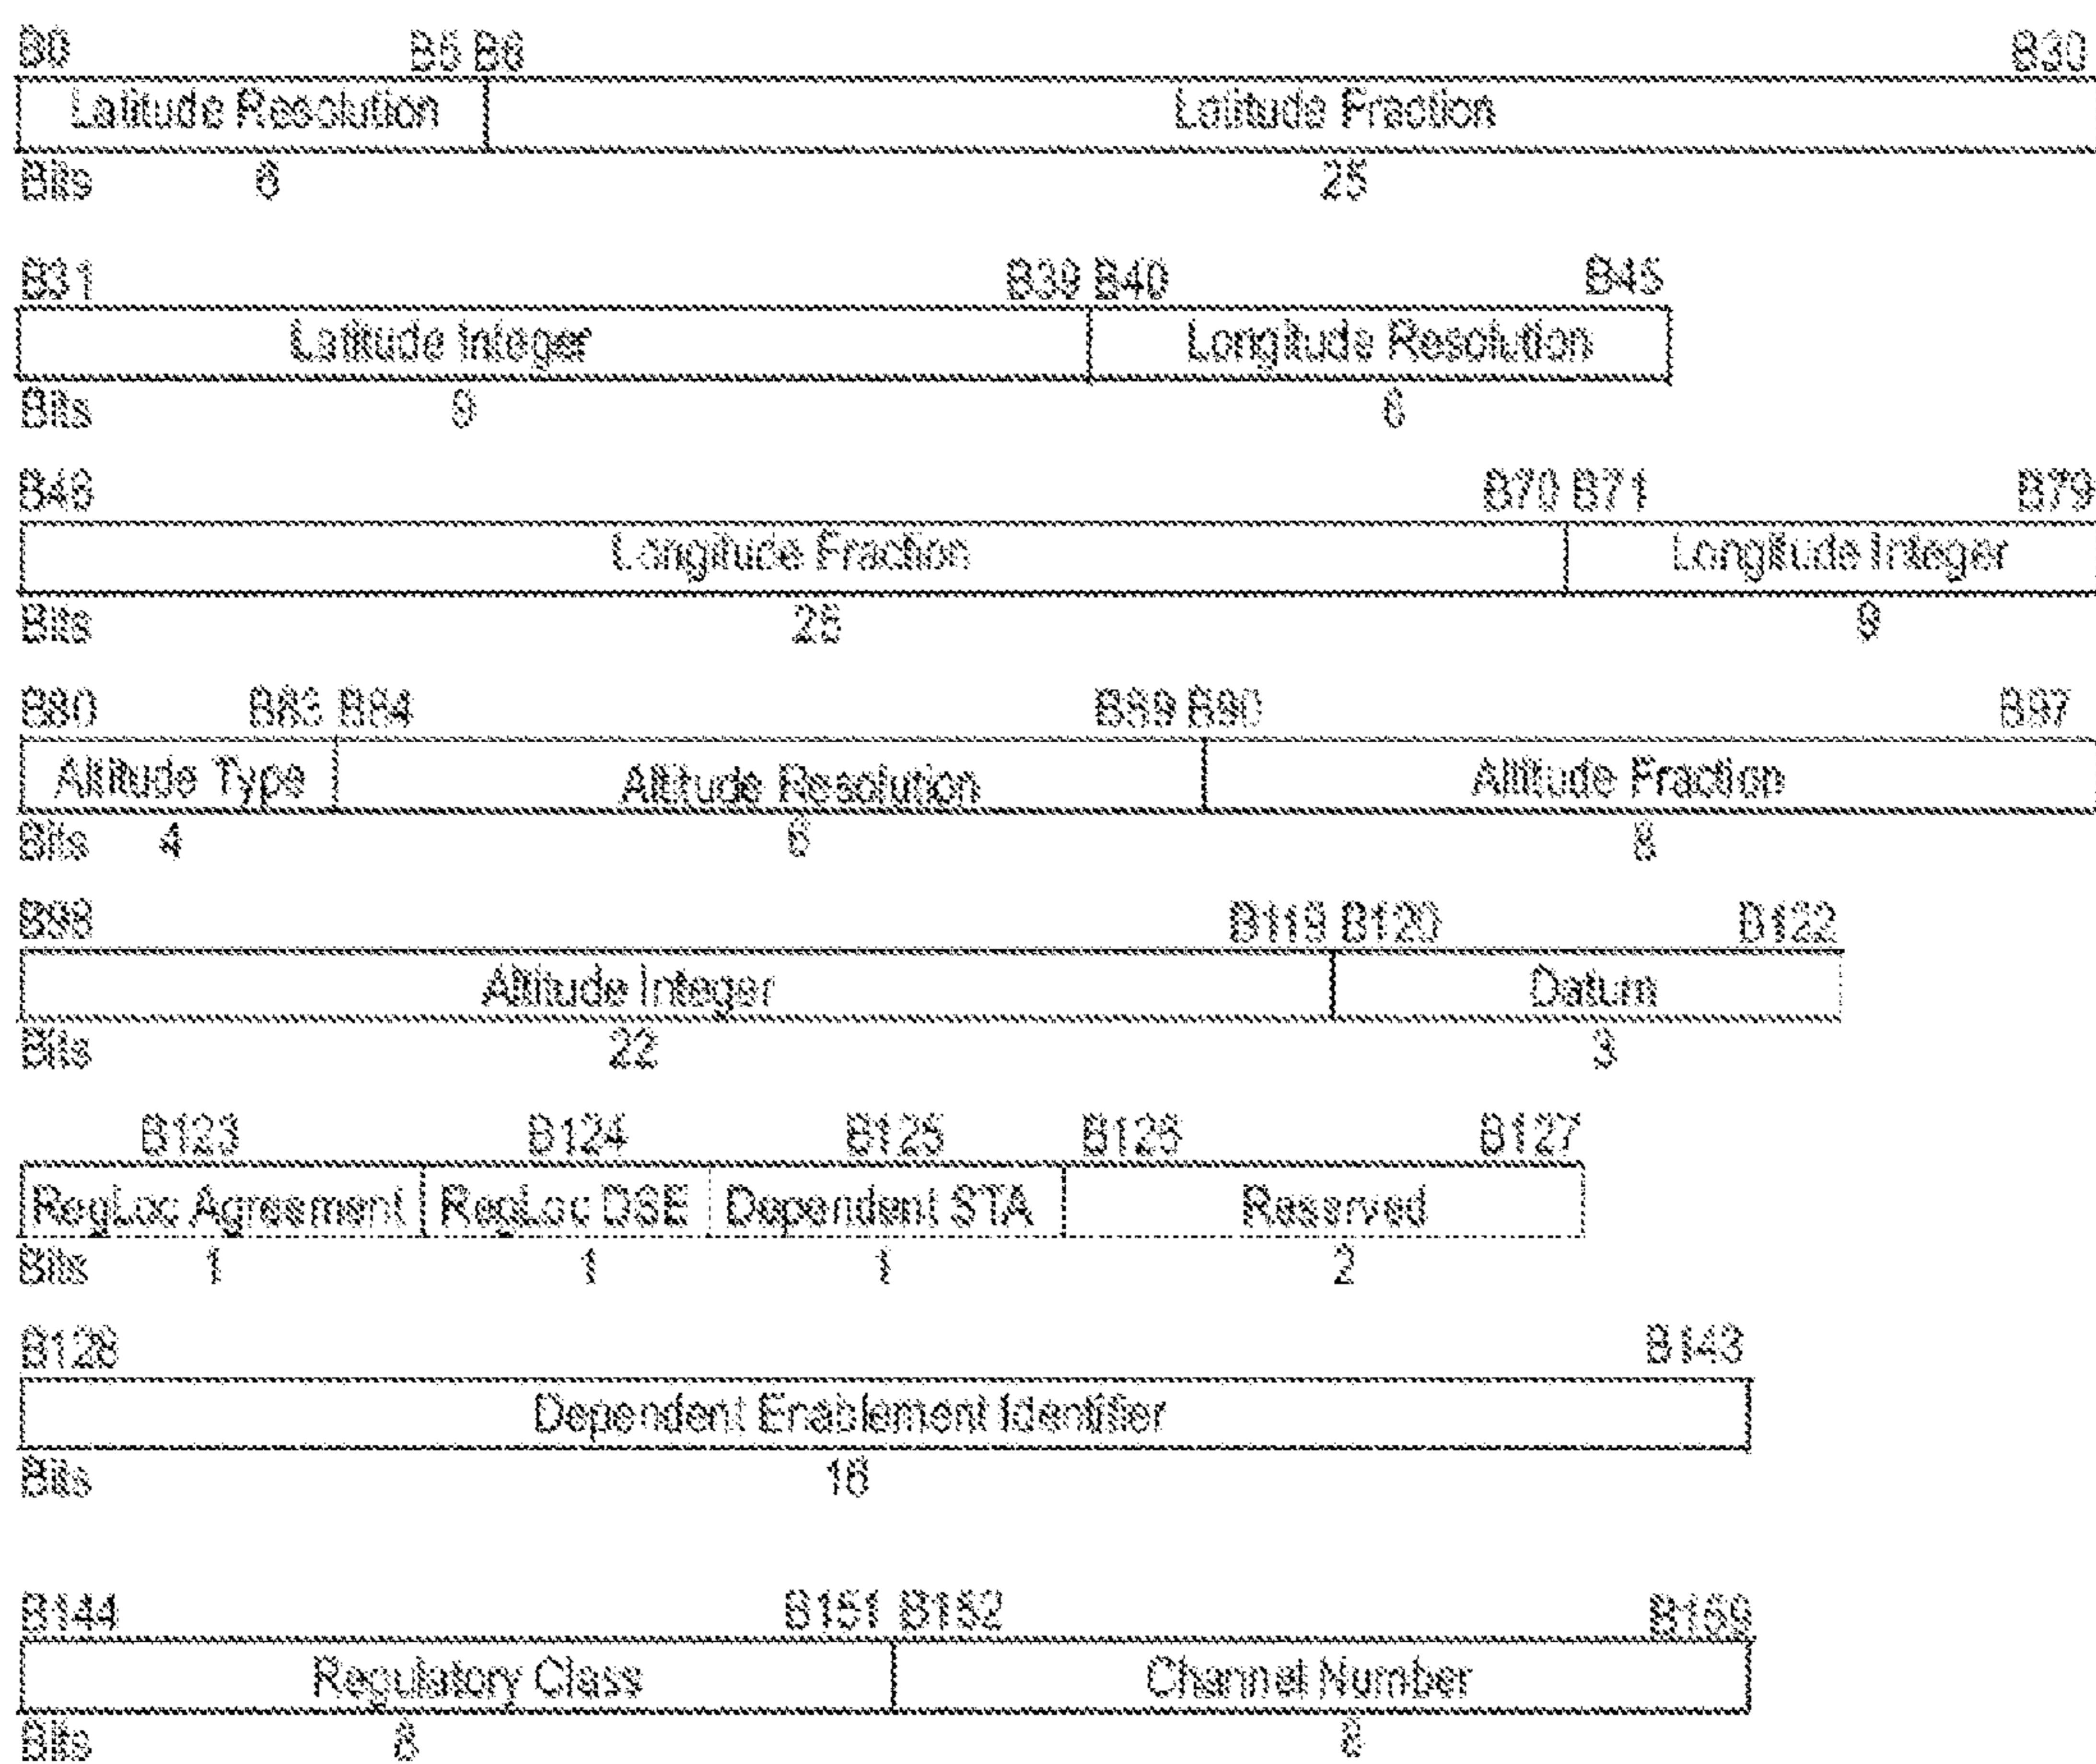 B0 B5 B6 B30
Latitude Resolution Latitude Fraction
Bits 6 25
B31 B39 B40 B45
Latitude Integer Longitude Resolution
Bits 9 6
B46 B70 B71 B79
Longitude Fraction Longitude Integer
Bits 25 9
B80 B83 B84 B89 B90 B97
Altitude Type Altitude Resolution Altitude Fraction
Bits 4 6 8
B98 B119 B120 B122
Altitude Integer Datum
Bits 22 3
B123 B124 B125 B126 B127
RegLoc Agreement RegLoc DSE Dependent STA Reserved
Bits 1 1 1 2
B128 B143
Dependent Enablement Identifier
Bits 16
B144 B151 B152 B159
Regulatory Class Channel Number
Bits 8 8